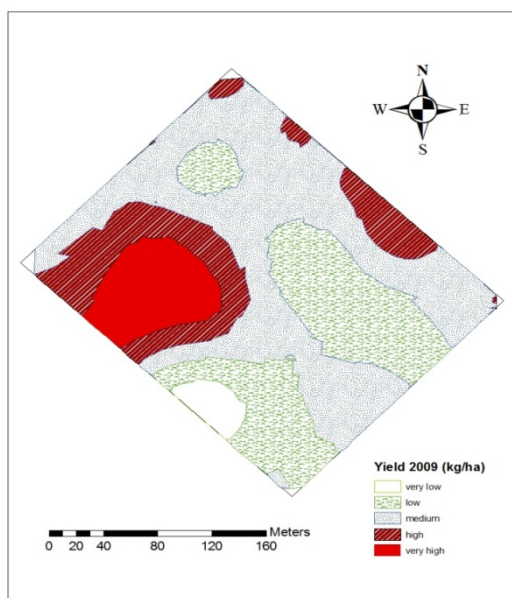 N
W E
S
Yield 2009 (kg/ha)
very low
low
medium
high
very high
Meters
0 20 40 80 120 160